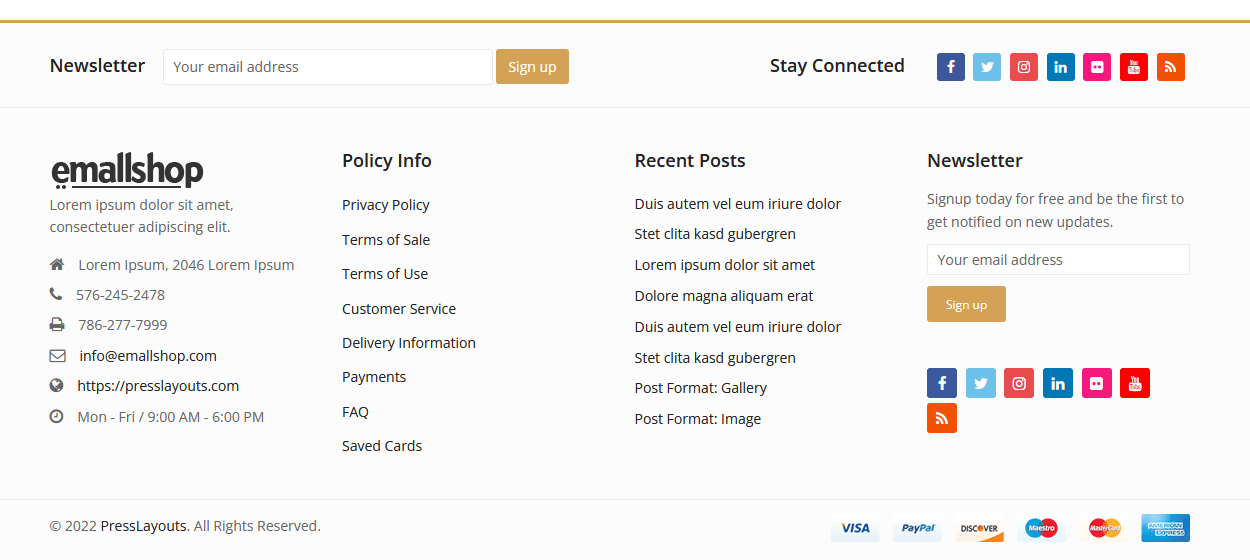 Newsletter
Your email address
Sign up
Stay Connected
You Tube
emallshop
Lorem ipsum dolor sit amet,
consectetuer adipiscing elit.
Lorem Ipsum, 2046 Lorem Ipsum
576-245-2478
786-277-7999
info@emallshop.com
https://presslayouts.com
Mon - Fri / 9:00 AM - 6:00 PM
Policy Info
Privacy Policy
Terms of Sale
Terms of Use
Customer Service
Delivery Information
Payments
FAQ
Saved Cards
Recent Posts
Duis autem vel eum iriure dolor
Stet clita kasd gubergren
Lorem ipsum dolor sit amet
Dolore magna aliquam erat
Duis autem vel eum iriure dolor
Stet clita kasd gubergren
Post Format: Gallery
Post Format: Image
Newsletter
Signup today for free and be the first to
get notified on new updates.
Your email address
Sign up
You Tube
© 2022 PressLayouts. All Rights Reserved.
VISA
PayPal
DISCOVER
Maestro
MasterCard
AMERICAN
EXPRESS